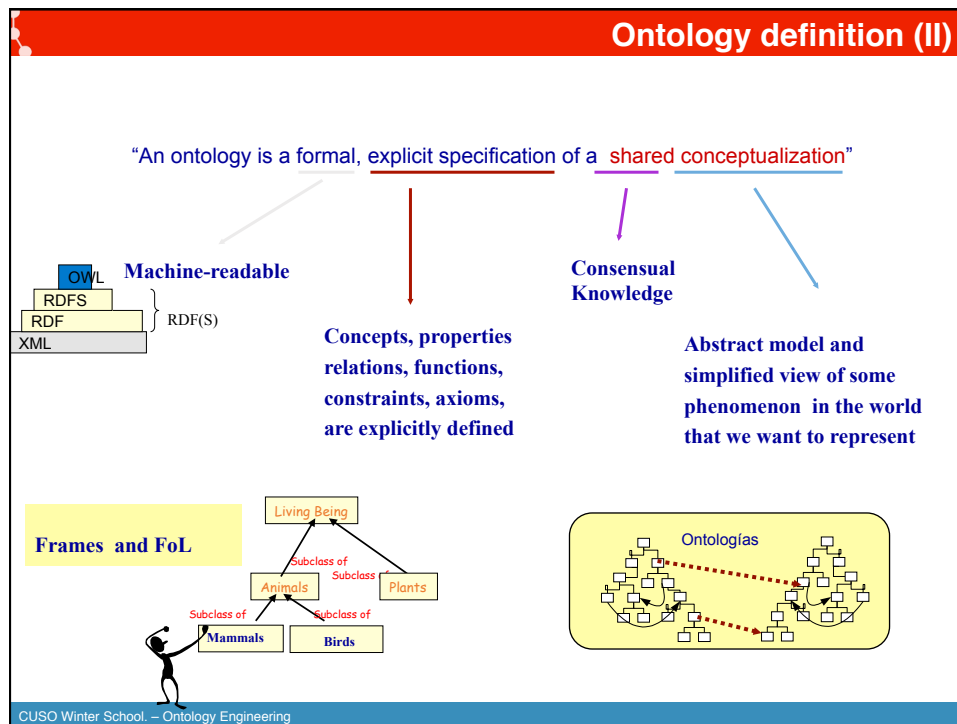 Ontology definition (II)
“An ontology is a formal, explicit specification of a shared conceptualization”
Machine-readable
OWL
RDFS
RDF
XML
RDF(S)
Consensual
Knowledge
Concepts, properties
relations, functions,
constraints, axioms,
are explicitly defined
Abstract model and
simplified view of some
phenomenon in the world
that we want to represent
Frames and FoL
Living Being
Subclass of
Subclass of
Animals
Plants
Subclass of
Subclass of
Mammals
Birds
Ontologías
CUSO Winter School. – Ontology Engineering